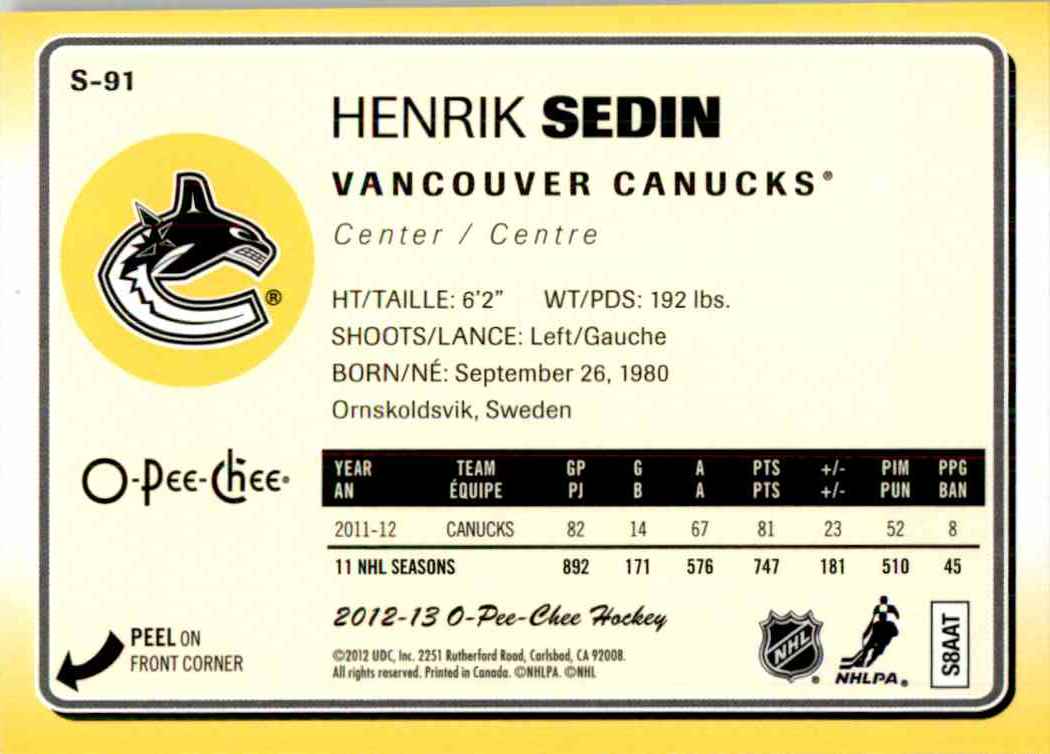 S-91
HENRIK SEDIN
VANCOUVER CANUCKS®
Center / Centre
®
HT/TAILLE: 6'2" WT/PDS: 192 lbs.
SHOOTS/LANCE: Left/Gauche
BORN/NÉ: September 26, 1980
Ornskoldsvik, Sweden
O-Pee-Chee®
YEAR TEAM GP G A PTS +/- PIM PPG
AN ÉQUIPE PJ B A PTS +/- PUN BAN
2011-12 CANUCKS 82 14 67 81 23 52 8
11 NHL SEASONS 892 171 576 747 181 510 45
2012-13 O-Pee-Chee Hockey
PEEL ON
FRONT CORNER
©2012 UDC, Inc. 2251 Rutherford Road, Carlsbad, CA 92008.
All rights reserved. Printed in Canada. ©NHLPA. ©NHL
NHL®
NHLPA®
S8AAT